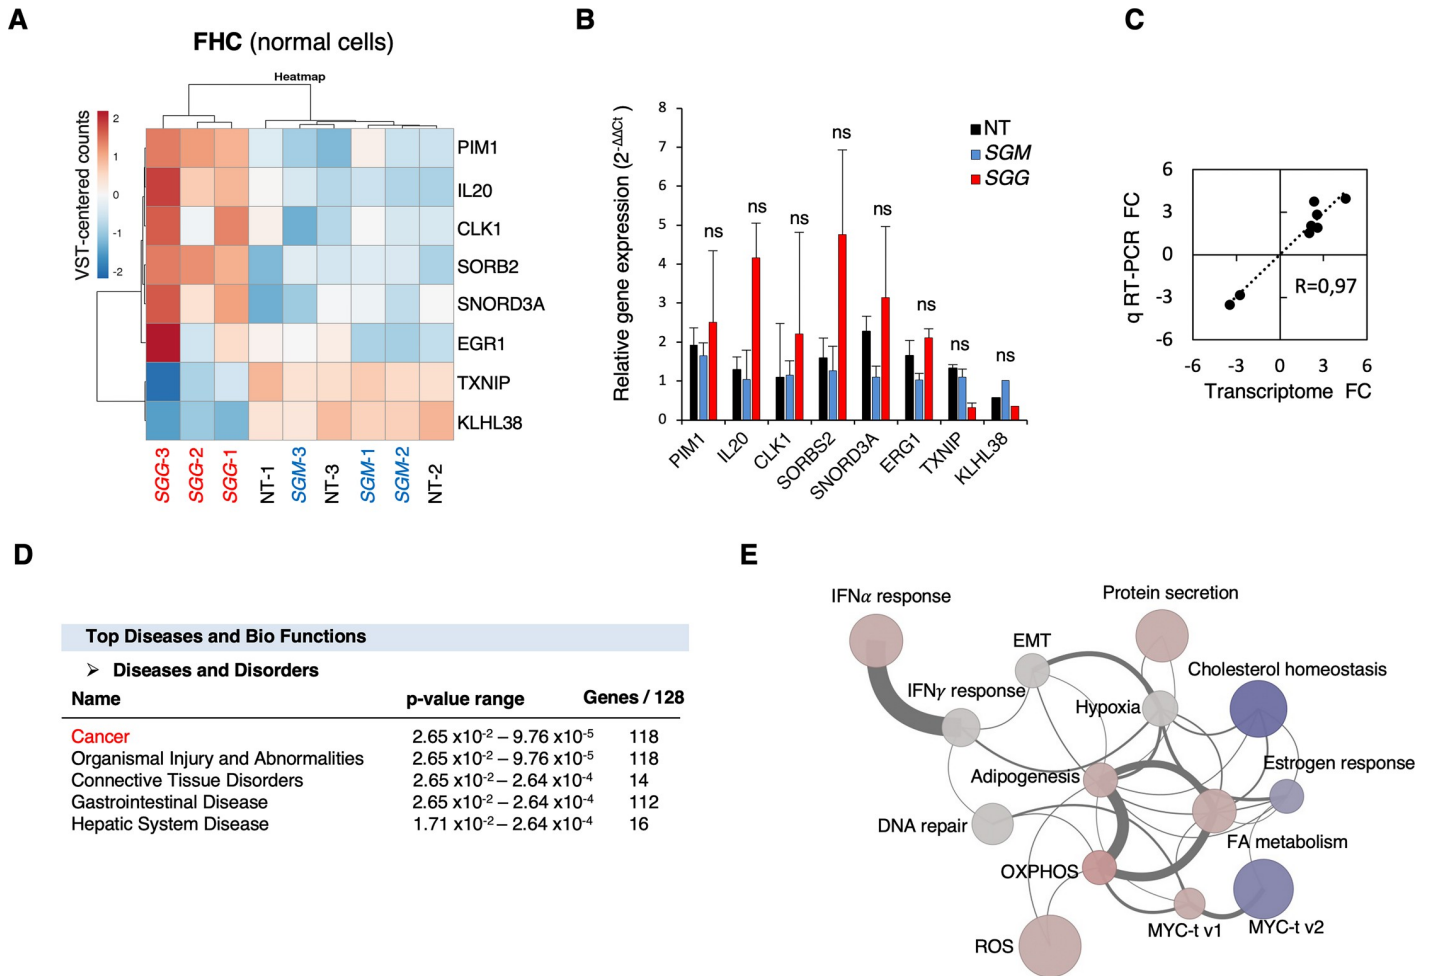 A
FHC (normal cells)
Heatmap
VST-centered counts
2
1
0
-1
-2
PIM1
IL20
CLK1
SORB2
SNORD3A
EGR1
TXNIP
KLHL38
SGG-3
SGG-2
SGG-1
NT-1
SGM-3
NT-3
SGM-1
SGM-2
NT-2
B
Relative gene expression (2-ΔΔCt )
8
7
6
5
4
3
2
1
0
ns
ns
ns
ns
ns
ns
ns
ns
NT
SGM
SGG
PIM1
IL20
CLK1
SORBS2
SNORD3A
ERG1
TXNIP
KLHL38
C
qRT-PCR FC
6
3
0
-3
-6
R=0,97
-6
-3
0
3
6
Transcriptome FC
D
Top Diseases and Bio Functions
➢ Diseases and Disorders
Name p-value range Genes / 128
Cancer 2.65 x10-2 – 9.76 x10-5 118
Organismal Injury and Abnormalities 2.65 x10-2 – 9.76 x10-5 118
Connective Tissue Disorders 2.65 x10-2 – 2.64 x10-4 14
Gastrointestinal Disease 2.65 x10-2 – 2.64 x10-4 112
Hepatic System Disease 1.71 x10-2 – 2.64 x10-4 16
E
IFNα response
Protein secretion
EMT
Cholesterol homeostasis
IFNγ response
Hypoxia
Estrogen response
Adipogenesis
DNA repair
FA metabolism
OXPHOS
MYC-t v1
MYC-t v2
ROS